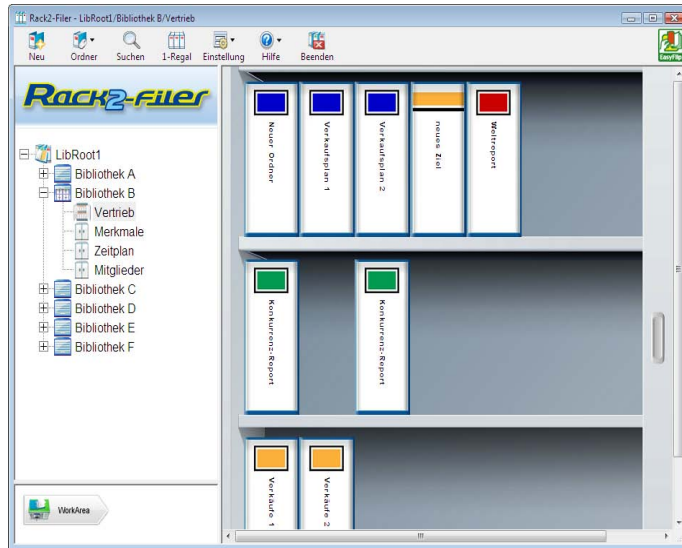 Rack2-Filer - LibRoot1/Bibliothek B/Vertrieb
Neu Ordner Suchen 1-Regal Einstellung Hilfe Beenden
EasyFlip
Rack2-Filer
LibRoot1
Bibliothek A
Bibliothek B
Vertrieb
Merkmale
Zeitplan
Mitglieder
Bibliothek C
Bibliothek D
Bibliothek E
Bibliothek F
WorkArea
Neuer Ordner
Verkaufsplan 1
Verkaufsplan 2
neues Ziel
Weltreport
Konkurrenz-Report
Konkurrenz-Report
Verkäufe 1
Verkäufe 2